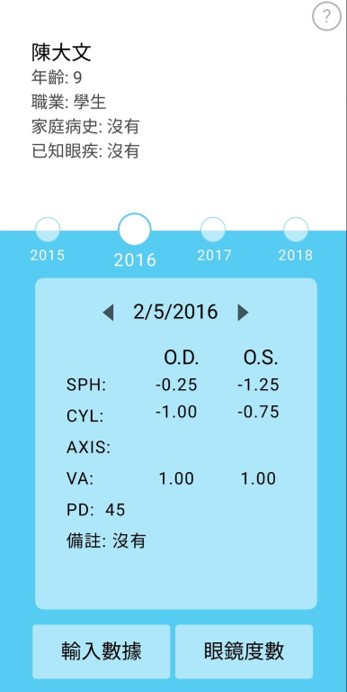 ?
陳大文
年齡: 9
職業: 學生
家庭病史: 沒有
已知眼疾: 沒有
2015 2016 2017 2018
2/5/2016
O.D. O.S.
SPH: -0.25 -1.25
CYL: -1.00 -0.75
AXIS:
VA: 1.00 1.00
PD: 45
備註: 沒有
輸入數據 眼鏡度數